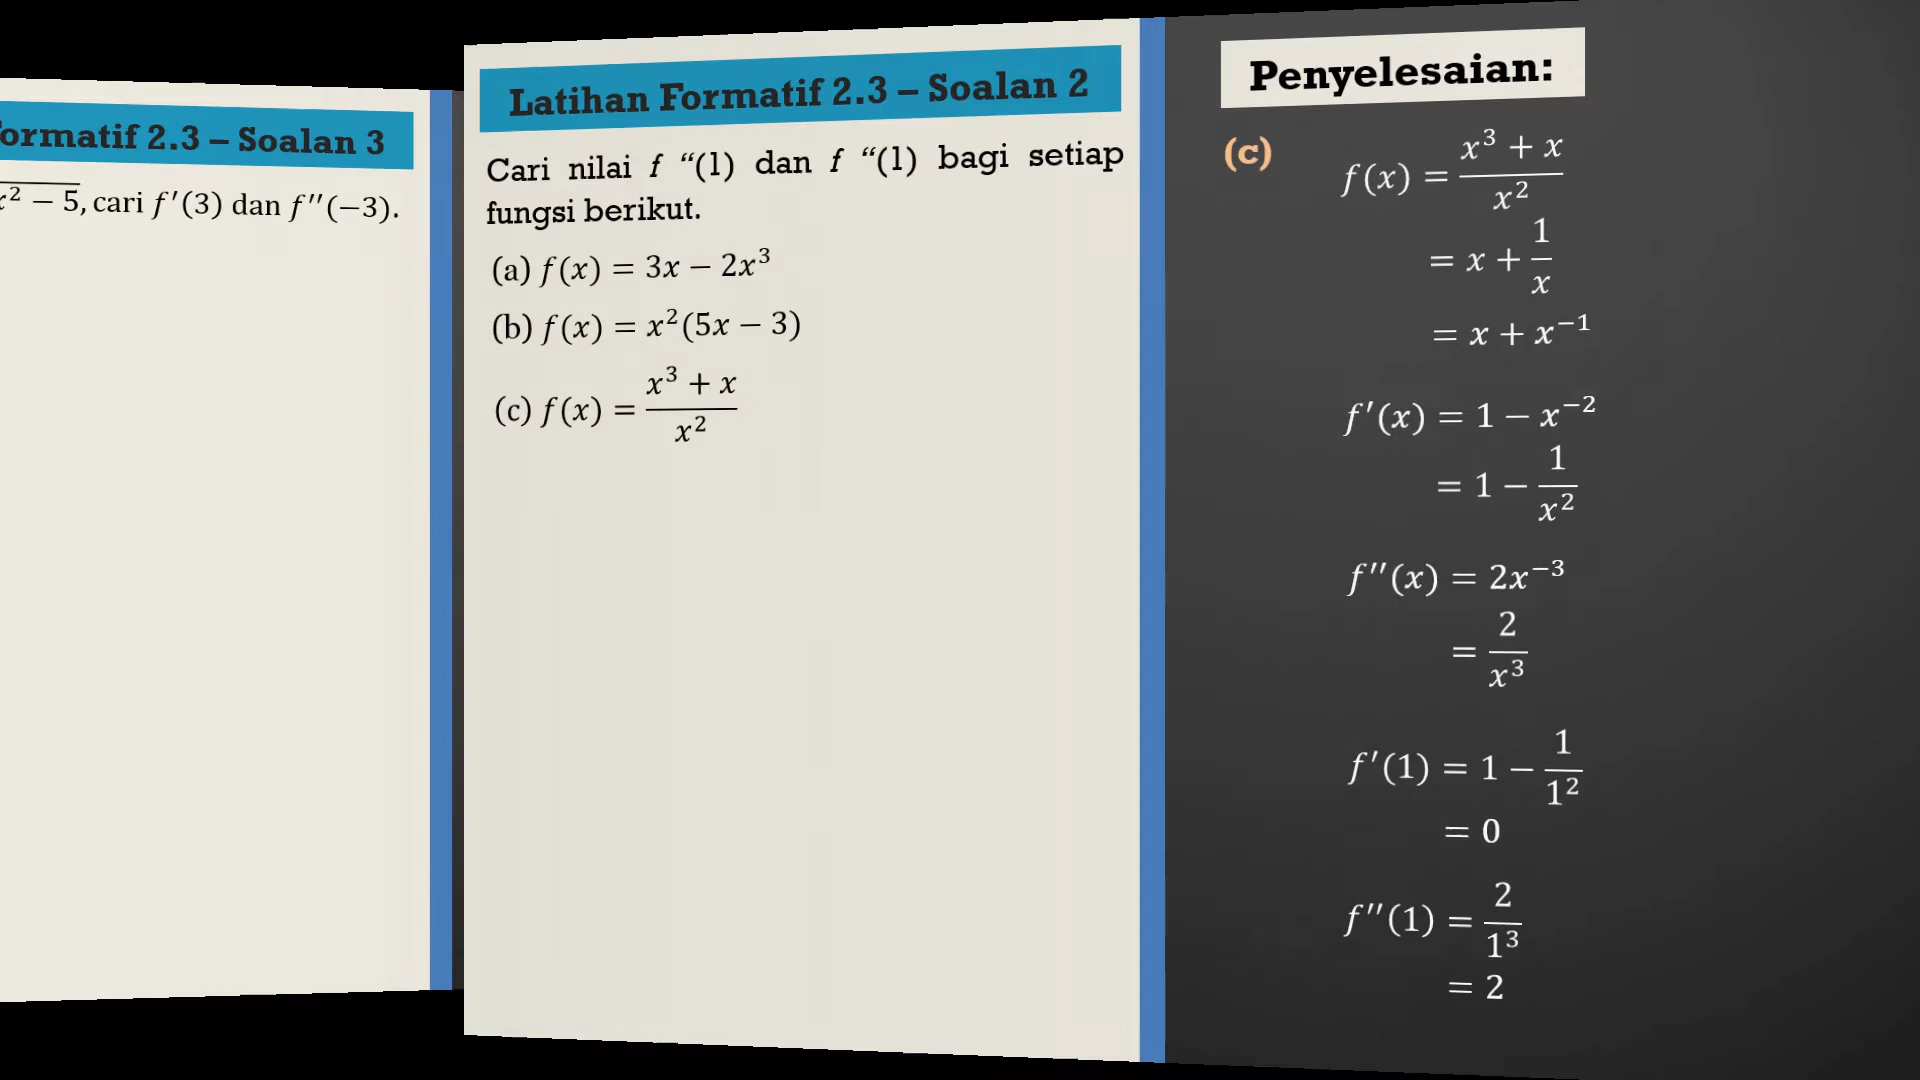 ormatif 2.3 – Soalan 3
x² − 5, cari f′(3) dan f′′(−3).
Latihan Formatif 2.3 – Soalan 2
Cari nilai f “(1) dan f “(1) bagi setiap
fungsi berikut.
(a) f(x) = 3x − 2x³
(b) f(x) = x²(5x − 3)
(c) f(x) = (x³ + x)/x²
Penyelesaian:
(c) f(x) = (x³ + x)/x²
= x + 1/x
= x + x⁻¹
f′(x) = 1 − x⁻²
= 1 − 1/x²
f′′(x) = 2x⁻³
= 2/x³
f′(1) = 1 − 1/1²
= 0
f′′(1) = 2/1³
= 2